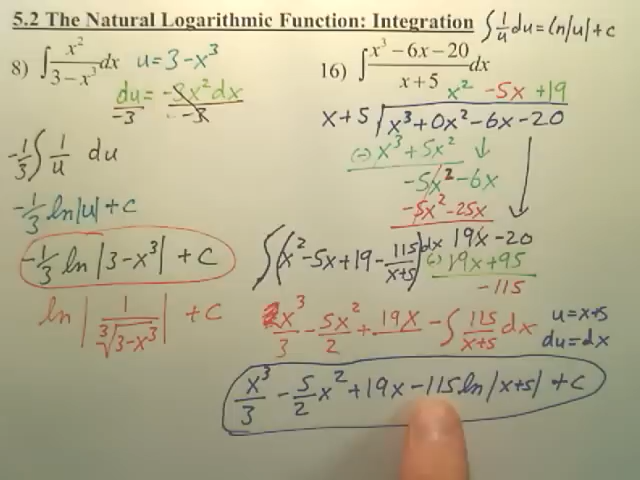 5.2 The Natural Logarithmic Function: Integration ∫ 1/u du = ln|u| + c
8) ∫ x²/(3 − x³) dx u = 3 − x³
du = −3x² dx
−3 −3
−1/3 ∫ 1/u du
−1/3 ln|u| + c
−1/3 ln |3 − x³| + c
ln | 1/∛(3 − x³) | + c
16) ∫ (x³ − 6x − 20)/(x + 5) dx
x² − 5x + 19
x + 5 ) x³ + 0x² − 6x − 20
(−) x³ + 5x²
−5x² − 6x
−5x² − 25x
19x − 20
(−) 19x + 95
−115
∫ (x² − 5x + 19 − 115/(x+5)) dx
x³/3 − 5x²/2 + 19x − ∫ 115/(x+5) dx
u = x+5
du = dx
x³/3 − 5/2 x² + 19x − 115 ln |x+5| + c